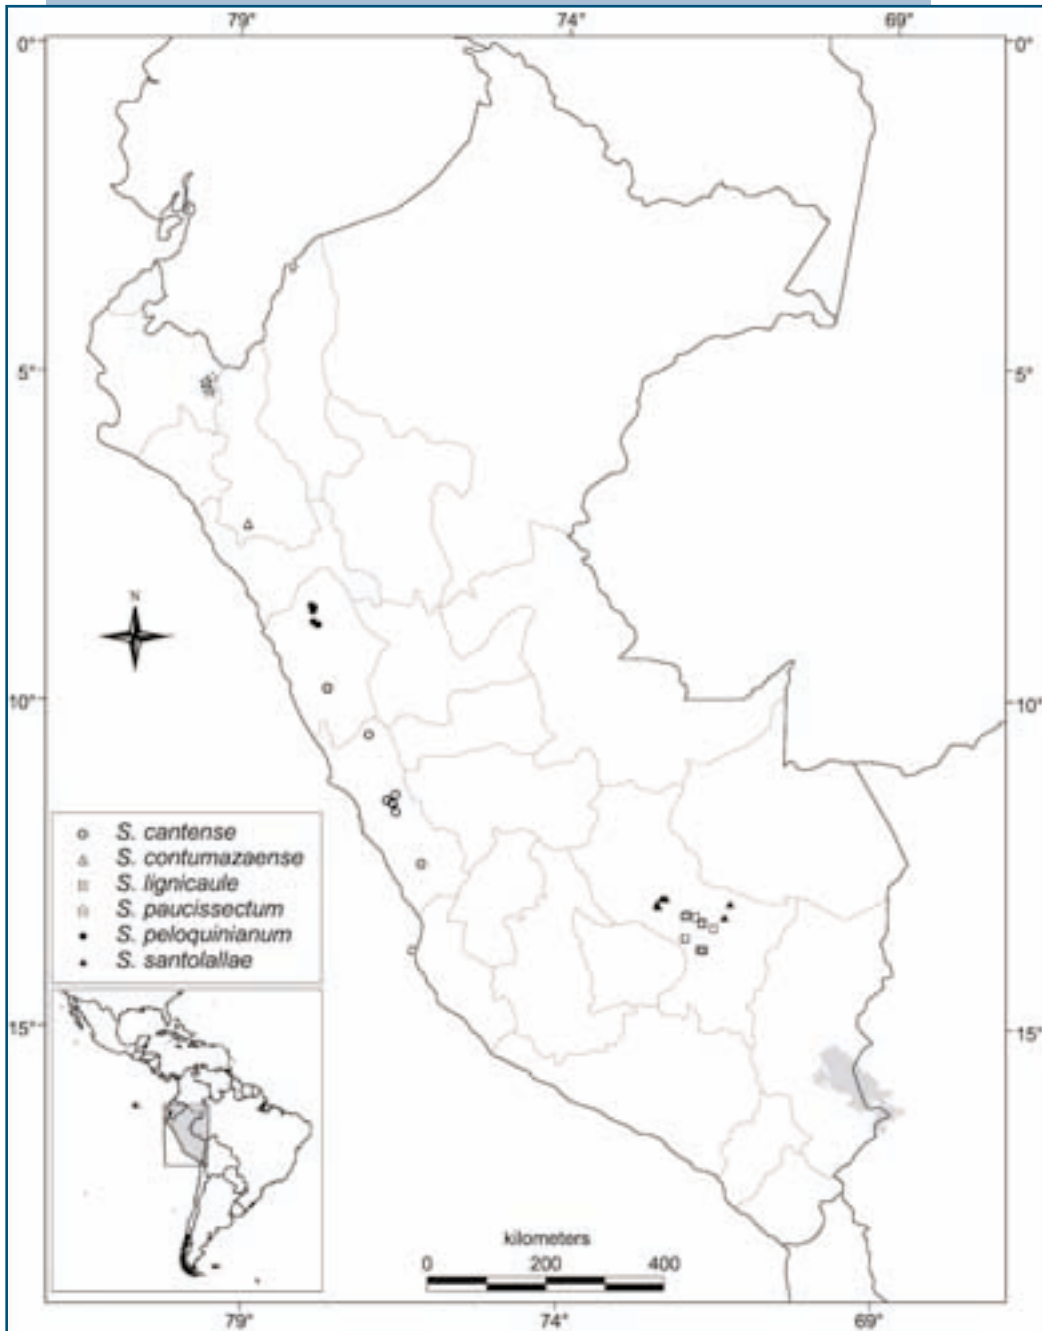 79° 74° 69°
0° 0°
5° 5°
N
10° 10°
S. cantense
S. contumazaense
S. lignicaule
S. paucissectum
S. peloquinianum
S. santolallae
15° 15°
kilometers
0 200 400
79° 74° 69°